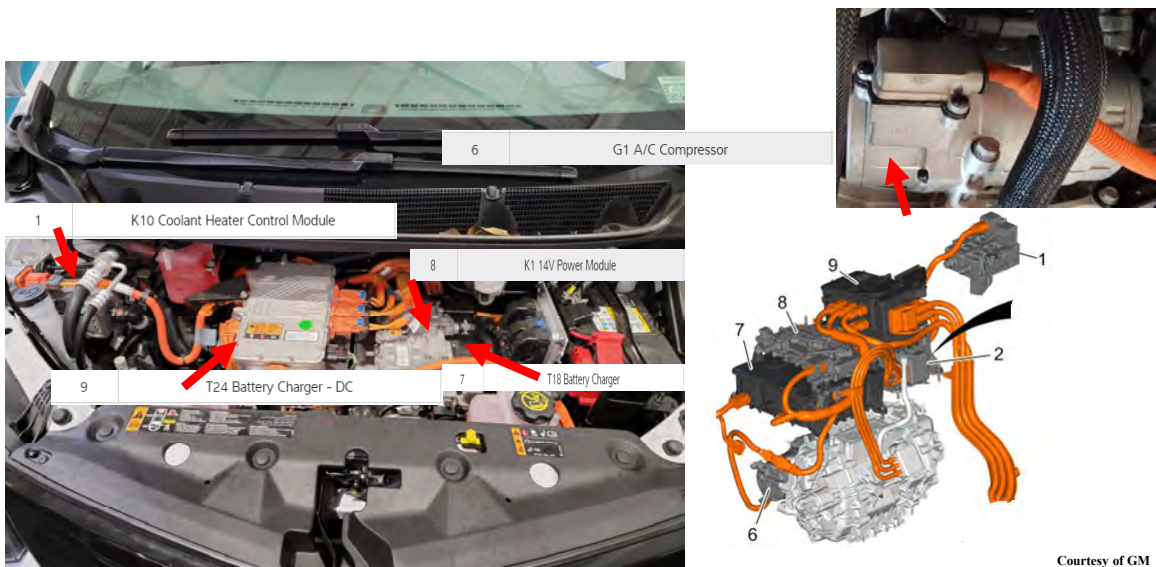 6 G1 A/C Compressor
1 K10 Coolant Heater Control Module
8 K1 14V Power Module
9 T24 Battery Charger - DC
7 T18 Battery Charger
9
1
8
7
2
6
Courtesy of GM